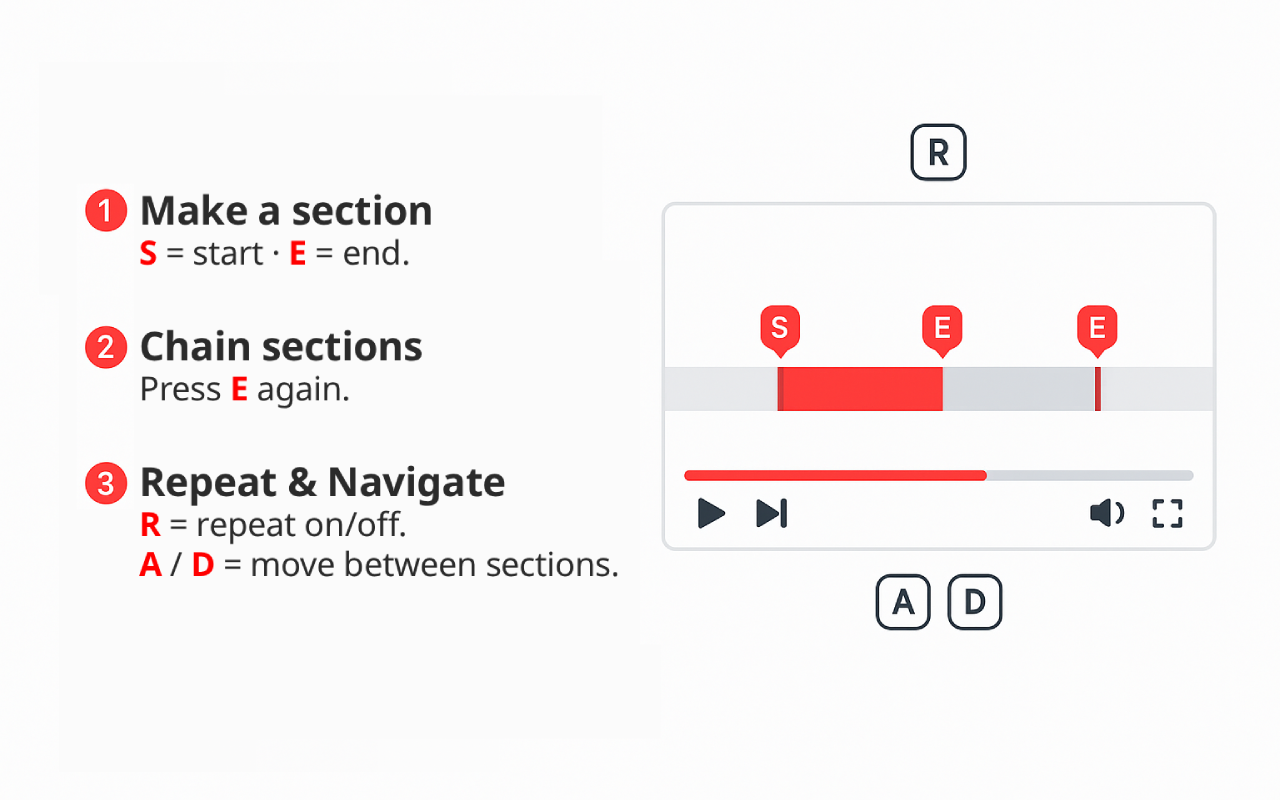 1 Make a section
S = start · E = end.
2 Chain sections
Press E again.
3 Repeat & Navigate
R = repeat on/off.
A / D = move between sections.
R
S E E
A D